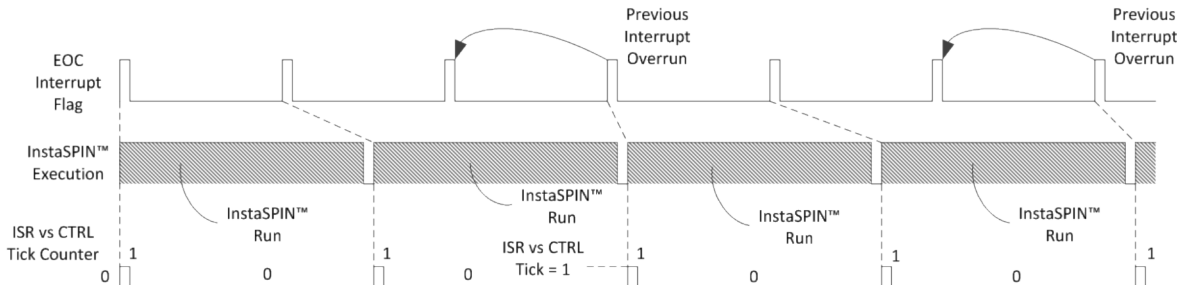 Previous
Interrupt
Overrun
Previous
Interrupt
Overrun
EOC
Interrupt
Flag
InstaSPIN™
Execution
InstaSPIN™
Run
InstaSPIN™
Run
InstaSPIN™
Run
InstaSPIN™
Run
ISR vs CTRL
Tick Counter
0
1
0
1
0
ISR vs CTRL
Tick = 1
1
0
1
0
1